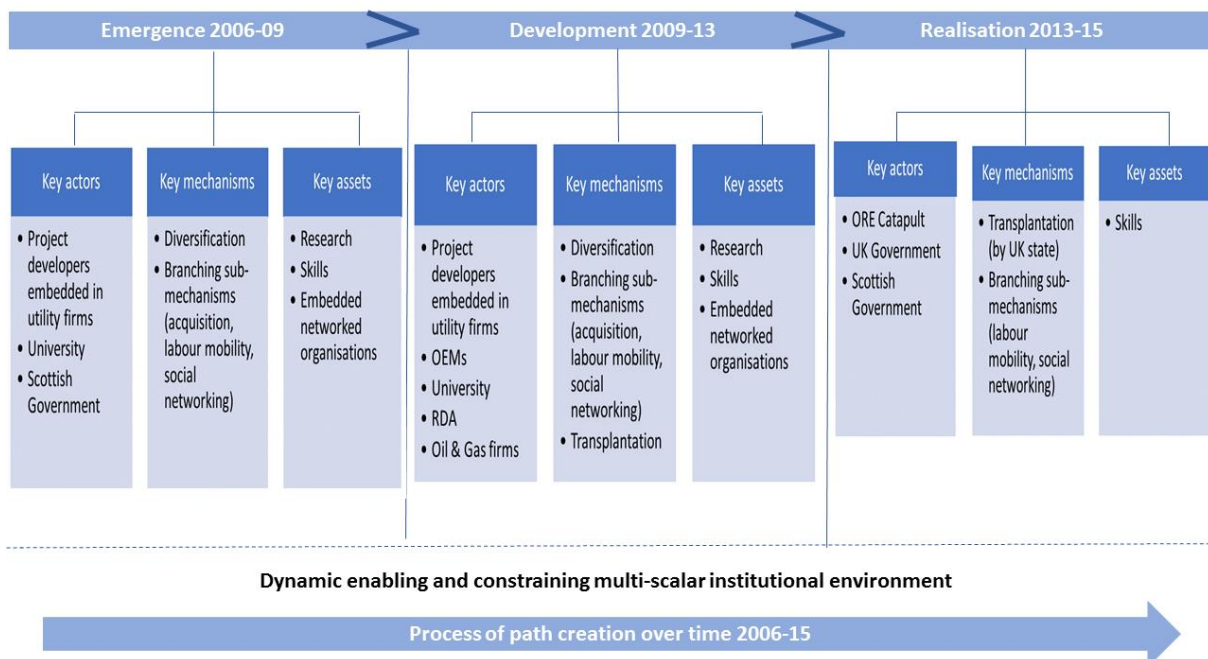 Emergence 2006-09
>
Development 2009-13
>
Realisation 2013-15
Key actors
• Project
developers
embedded in
utility firms
• University
• Scottish
Government
Key mechanisms
• Diversification
• Branching sub-
mechanisms
(acquisition,
labour mobility,
social
networking)
Key assets
• Research
• Skills
• Embedded
networked
organisations
Key actors
• Project
developers
embedded in
utility firms
• OEMs
• University
• RDA
• Oil & Gas firms
Key mechanisms
• Diversification
• Branching sub-
mechanisms
(acquisition,
labour mobility,
social
networking)
• Transplantation
Key assets
• Research
• Skills
• Embedded
networked
organisations
Key actors
• ORE Catapult
• UK Government
• Scottish
Government
Key mechanisms
• Transplantation
(by UK state)
• Branching sub-
mechanisms
(labour
mobility, social
networking)
Key assets
• Skills
Dynamic enabling and constraining multi-scalar institutional environment
Process of path creation over time 2006-15